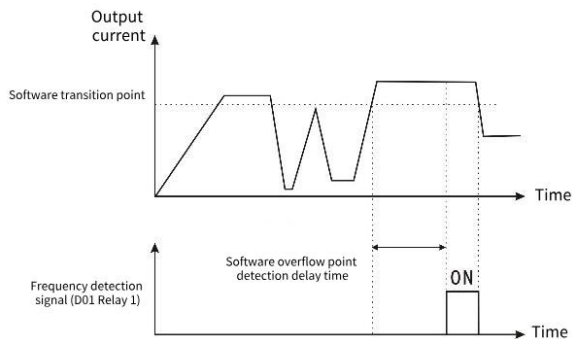 Output
current
Software transition point
Time
Software overflow point
detection delay time
ON
Frequency detection
signal (D01 Relay 1)
Time